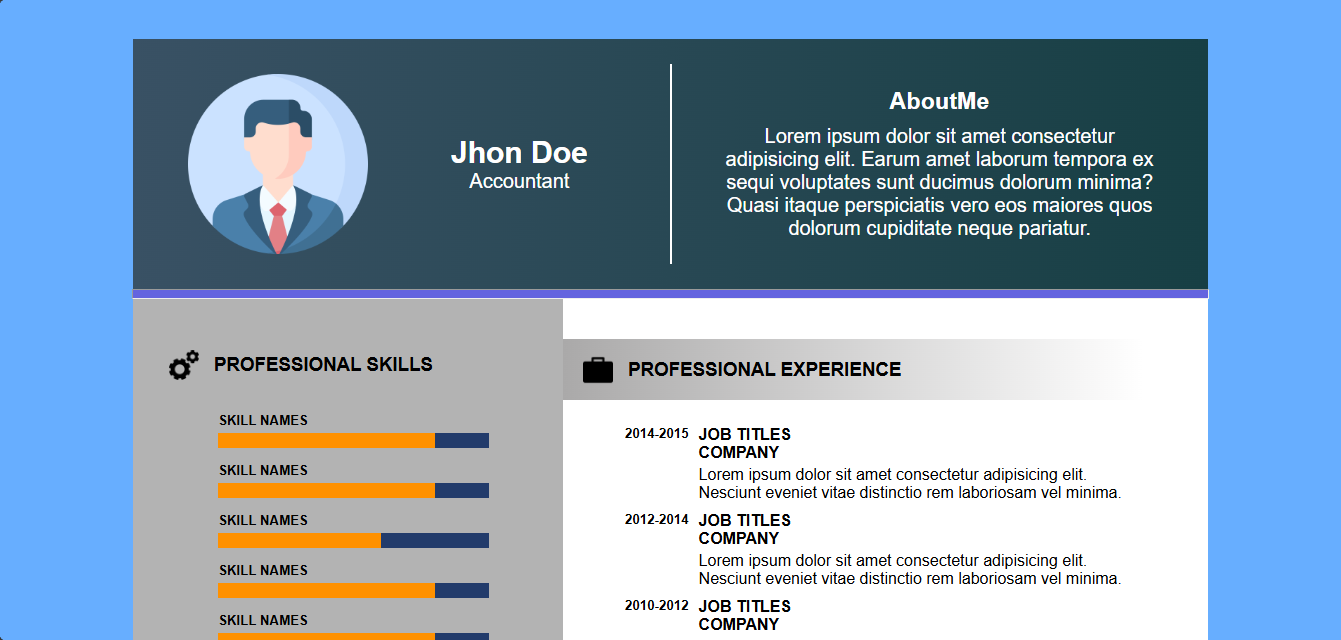 Jhon Doe
Accountant
AboutMe
Lorem ipsum dolor sit amet consectetur
adipisicing elit. Earum amet laborum tempora ex
sequi voluptates sunt ducimus dolorum minima?
Quasi itaque perspiciatis vero eos maiores quos
dolorum cupiditate neque pariatur.
PROFESSIONAL SKILLS
SKILL NAMES
SKILL NAMES
SKILL NAMES
SKILL NAMES
SKILL NAMES
PROFESSIONAL EXPERIENCE
2014-2015 JOB TITLES
COMPANY
Lorem ipsum dolor sit amet consectetur adipisicing elit.
Nesciunt eveniet vitae distinctio rem laboriosam vel minima.
2012-2014 JOB TITLES
COMPANY
Lorem ipsum dolor sit amet consectetur adipisicing elit.
Nesciunt eveniet vitae distinctio rem laboriosam vel minima.
2010-2012 JOB TITLES
COMPANY